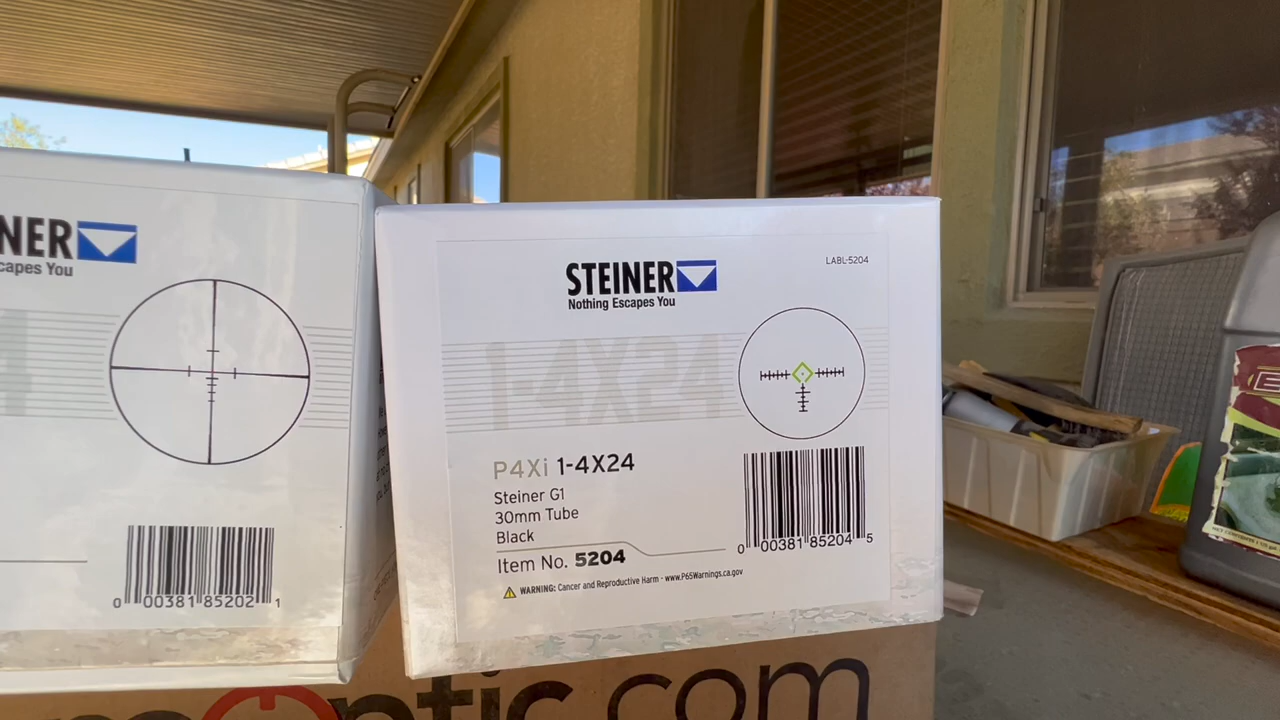 NER
capes You
0 00381 85202 1
STEINER
Nothing Escapes You
LABL-5204
1-4X24
P4Xi 1-4X24
Steiner G1
30mm Tube
Black
Item No. 5204
WARNING: Cancer and Reproductive Harm - www.P65Warnings.ca.gov
0 00381 85204 5
ptic.com